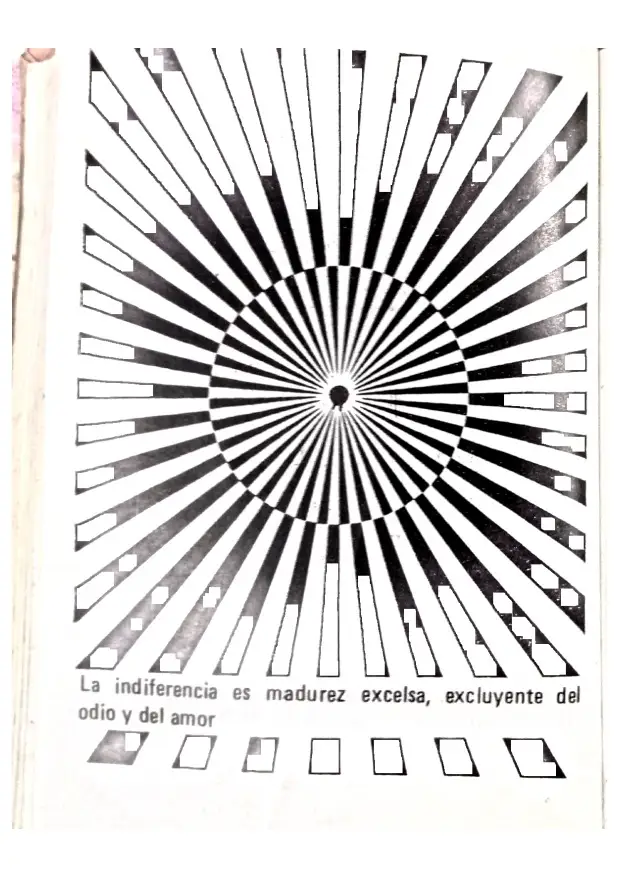 La indiferencia es madurez excelsa, excluyente del
odio y del amor